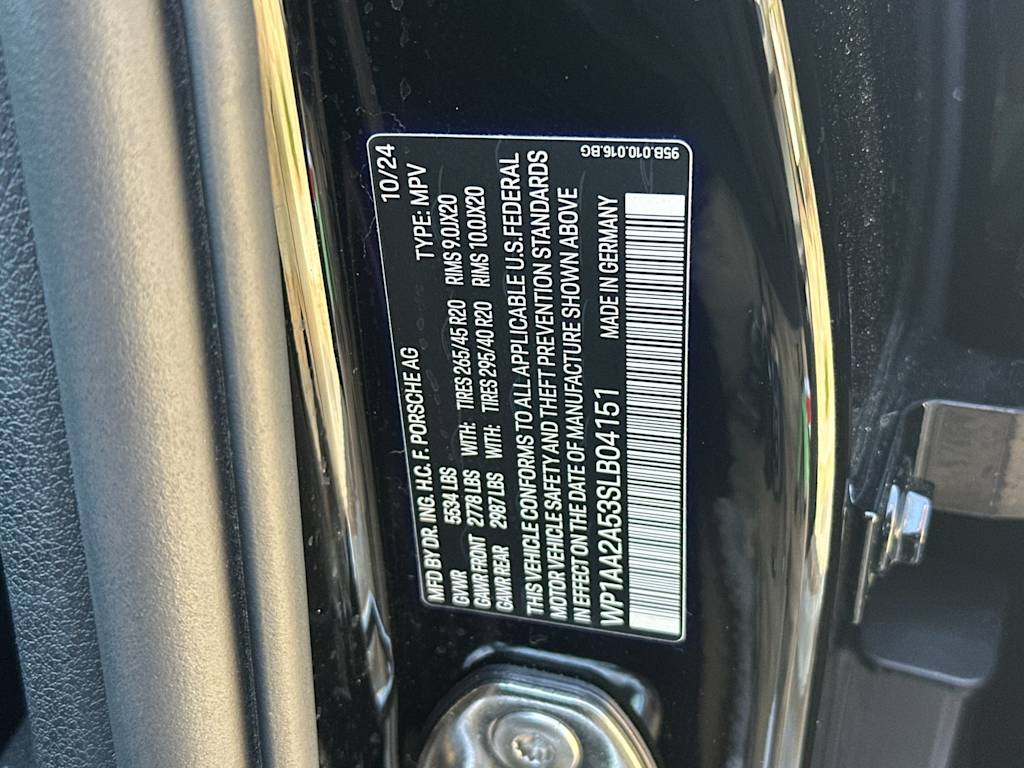 MFD BY DR. ING. H.C. F. PORSCHE AG 10/24
GVWR 5534 LBS TYPE: MPV
GAWR FRONT 2778 LBS WITH: TIRES 265/45 R20 RIMS 9.0JX20
GAWR REAR 2987 LBS WITH: TIRES 295/40 R20 RIMS 10.0JX20
THIS VEHICLE CONFORMS TO ALL APPLICABLE U.S. FEDERAL
MOTOR VEHICLE SAFETY AND THEFT PREVENTION STANDARDS
IN EFFECT ON THE DATE OF MANUFACTURE SHOWN ABOVE
WP1AA2A53SLB04151 MADE IN GERMANY
95B.010.016.BG